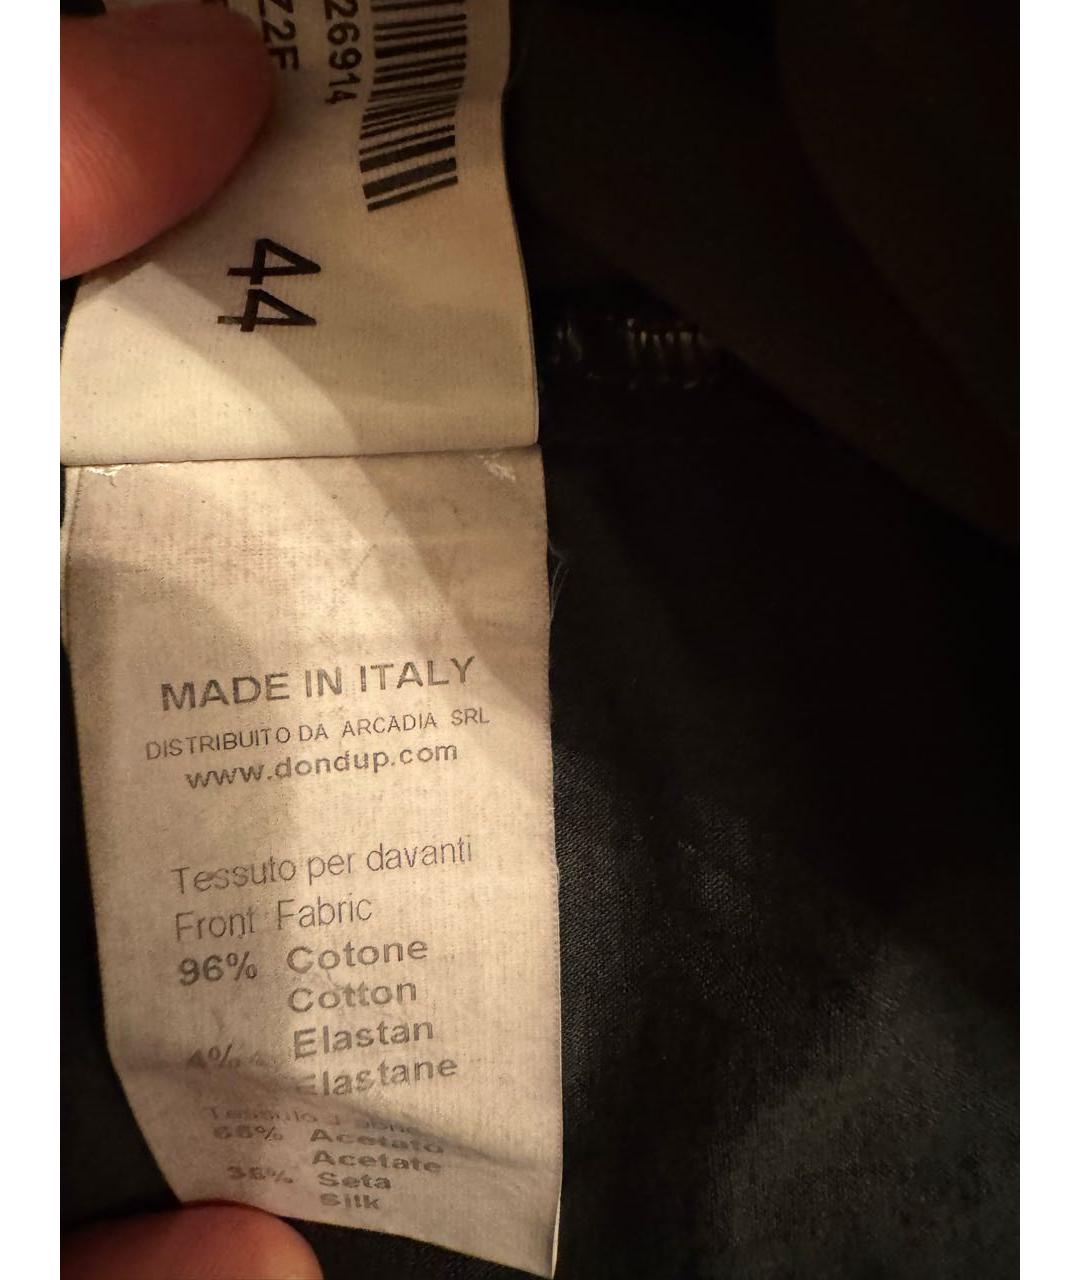 Z2F
26914
44
MADE IN ITALY
DISTRIBUITO DA ARCADIA SRL
www.dondup.com
Tessuto per davanti
Front Fabric
96% Cotone
Cotton
4% Elastan
Elastane
Tessuto
Acetato
Acetate
Seta
Silk